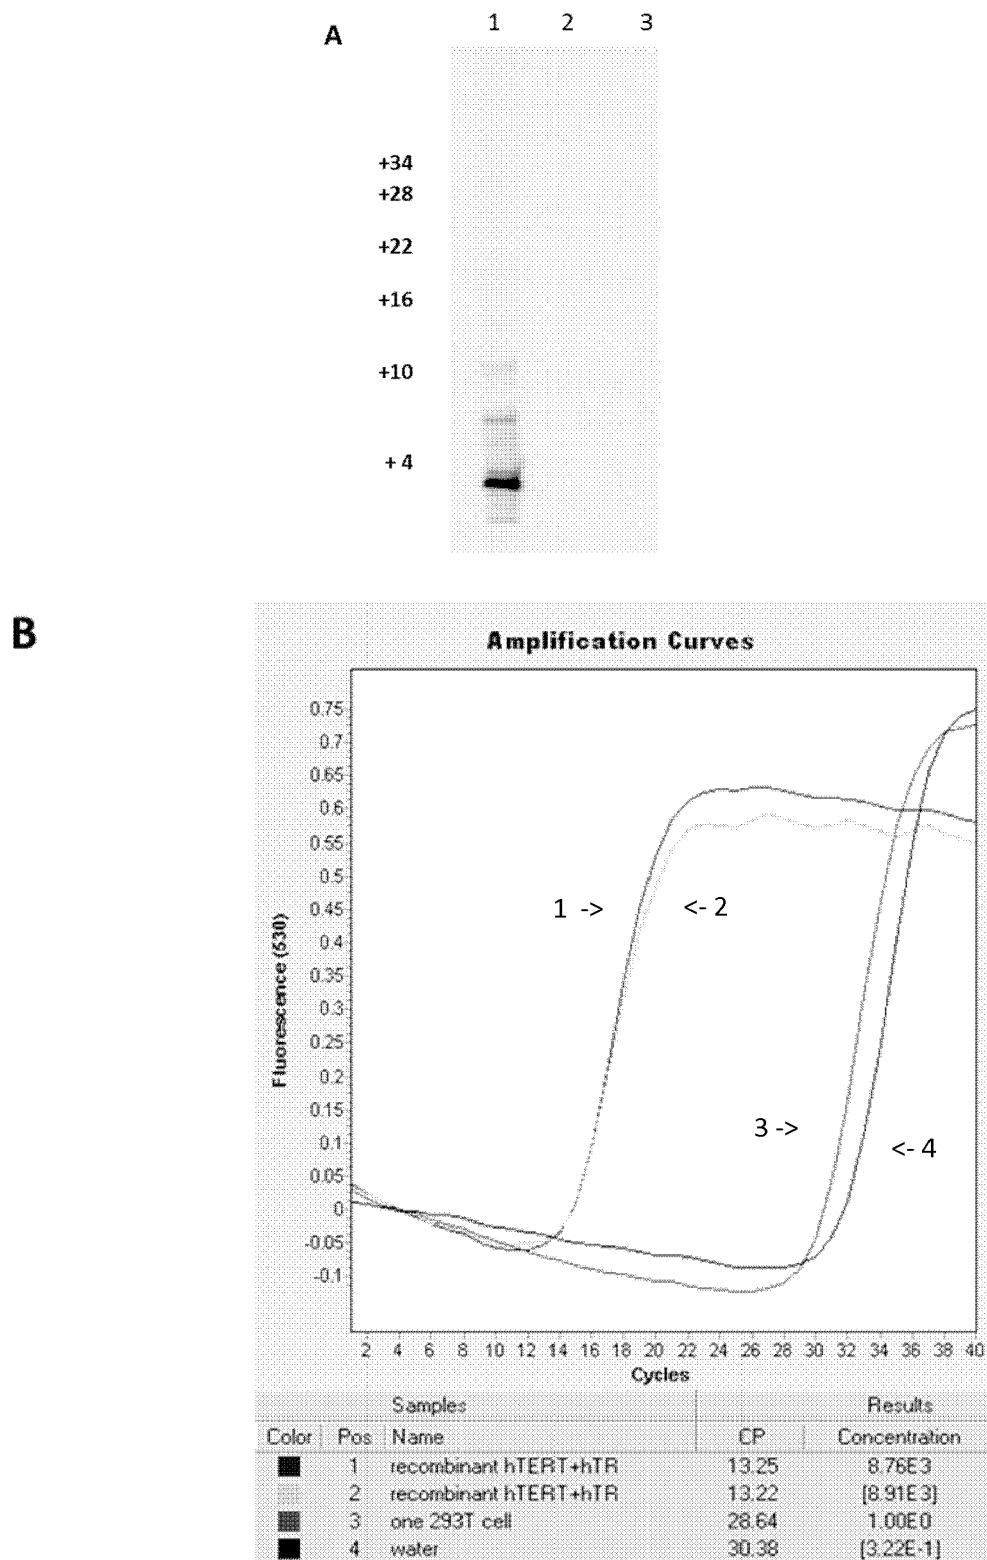 A 1 2 3
+34
+28
+22
+16
+10
+ 4
B
Amplification Curves
Fluorescence (530)
0.75
0.7
0.65
0.6
0.55
0.5
0.45
0.4
0.35
0.3
0.25
0.2
0.15
0.1
0.05
0
-0.05
-0.1
1 -> <- 2
3 -> <- 4
2 4 6 8 10 12 14 16 18 20 22 24 26 28 30 32 34 36 38 40
Cycles
Samples Results
Color Pos Name CP Concentration
1 recombinant hTERT+hTR 13.25 8.76E3
2 recombinant hTERT+hTR 13.22 [8.91E3]
3 one 293T cell 28.64 1.00E0
4 water 30.38 [3.22E-1]